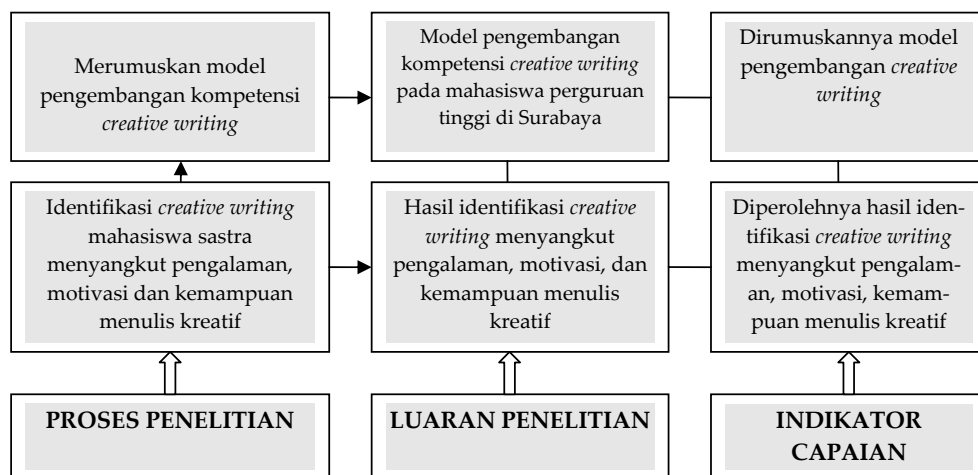 Merumuskan model
pengembangan kompetensi
creative writing
Model pengembangan
kompetensi creative writing
pada mahasiswa perguruan
tinggi di Surabaya
Dirumuskannya model
pengembangan creative
writing
Identifikasi creative writing
mahasiswa sastra
menyangkut pengalaman,
motivasi dan kemampuan
menulis kreatif
Hasil identifikasi creative
writing menyangkut
pengalaman, motivasi, dan
kemampuan menulis
kreatif
Diperolehnya hasil iden-
tifikasi creative writing
menyangkut pengalam-
an, motivasi, kemam-
puan menulis kreatif
PROSES PENELITIAN
LUARAN PENELITIAN
INDIKATOR
CAPAIAN